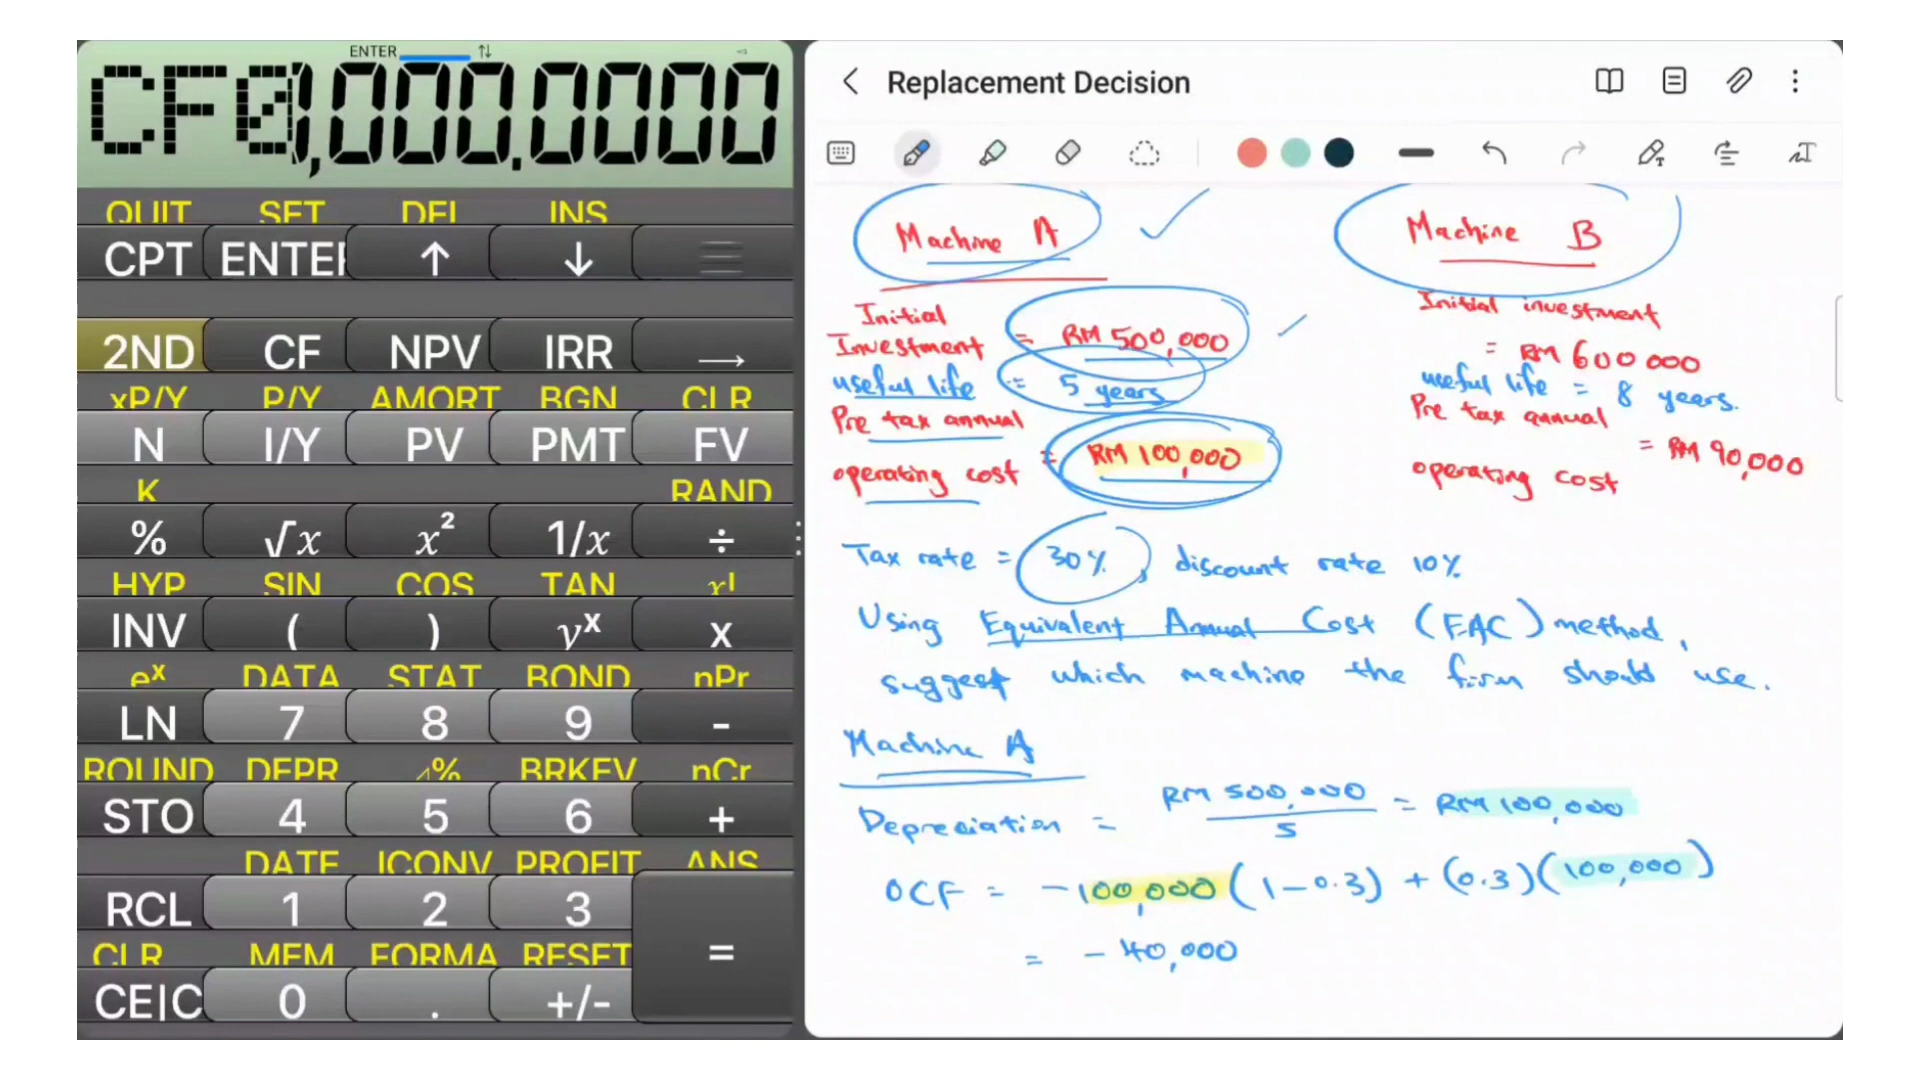 ENTER
CF0,000.0000
QUIT SET DEL INS
CPT ENTER ↑ ↓
2ND CF NPV IRR →
xP/Y P/Y AMORT BGN CLR
N I/Y PV PMT FV
K RAND
% √x x² 1/x ÷
HYP SIN COS TAN x!
INV ( ) yˣ x
eˣ DATA STAT BOND nPr
LN 7 8 9 -
ROUND DEPR ⊿% BRKEV nCr
STO 4 5 6 +
DATE ICONV PROFIT ANS
RCL 1 2 3
CLR MEM FORMA RESET
CE|C 0 . +/- =
Replacement Decision
Machine A
Initial
Investment = RM 500,000
useful life = 5 years
Pre tax annual
operating cost = RM 100,000
Machine B
Initial investment
= RM 600 000
useful life = 8 years.
Pre tax annual
operating cost = RM 90,000
Tax rate = 30%, discount rate 10%
Using Equivalent Annual Cost (EAC) method,
suggest which machine the firm should use.
Machine A
Depreciation = RM 500,000 / 5 = RM 100,000
OCF = -100,000 (1-0.3) + (0.3)(100,000)
= -40,000